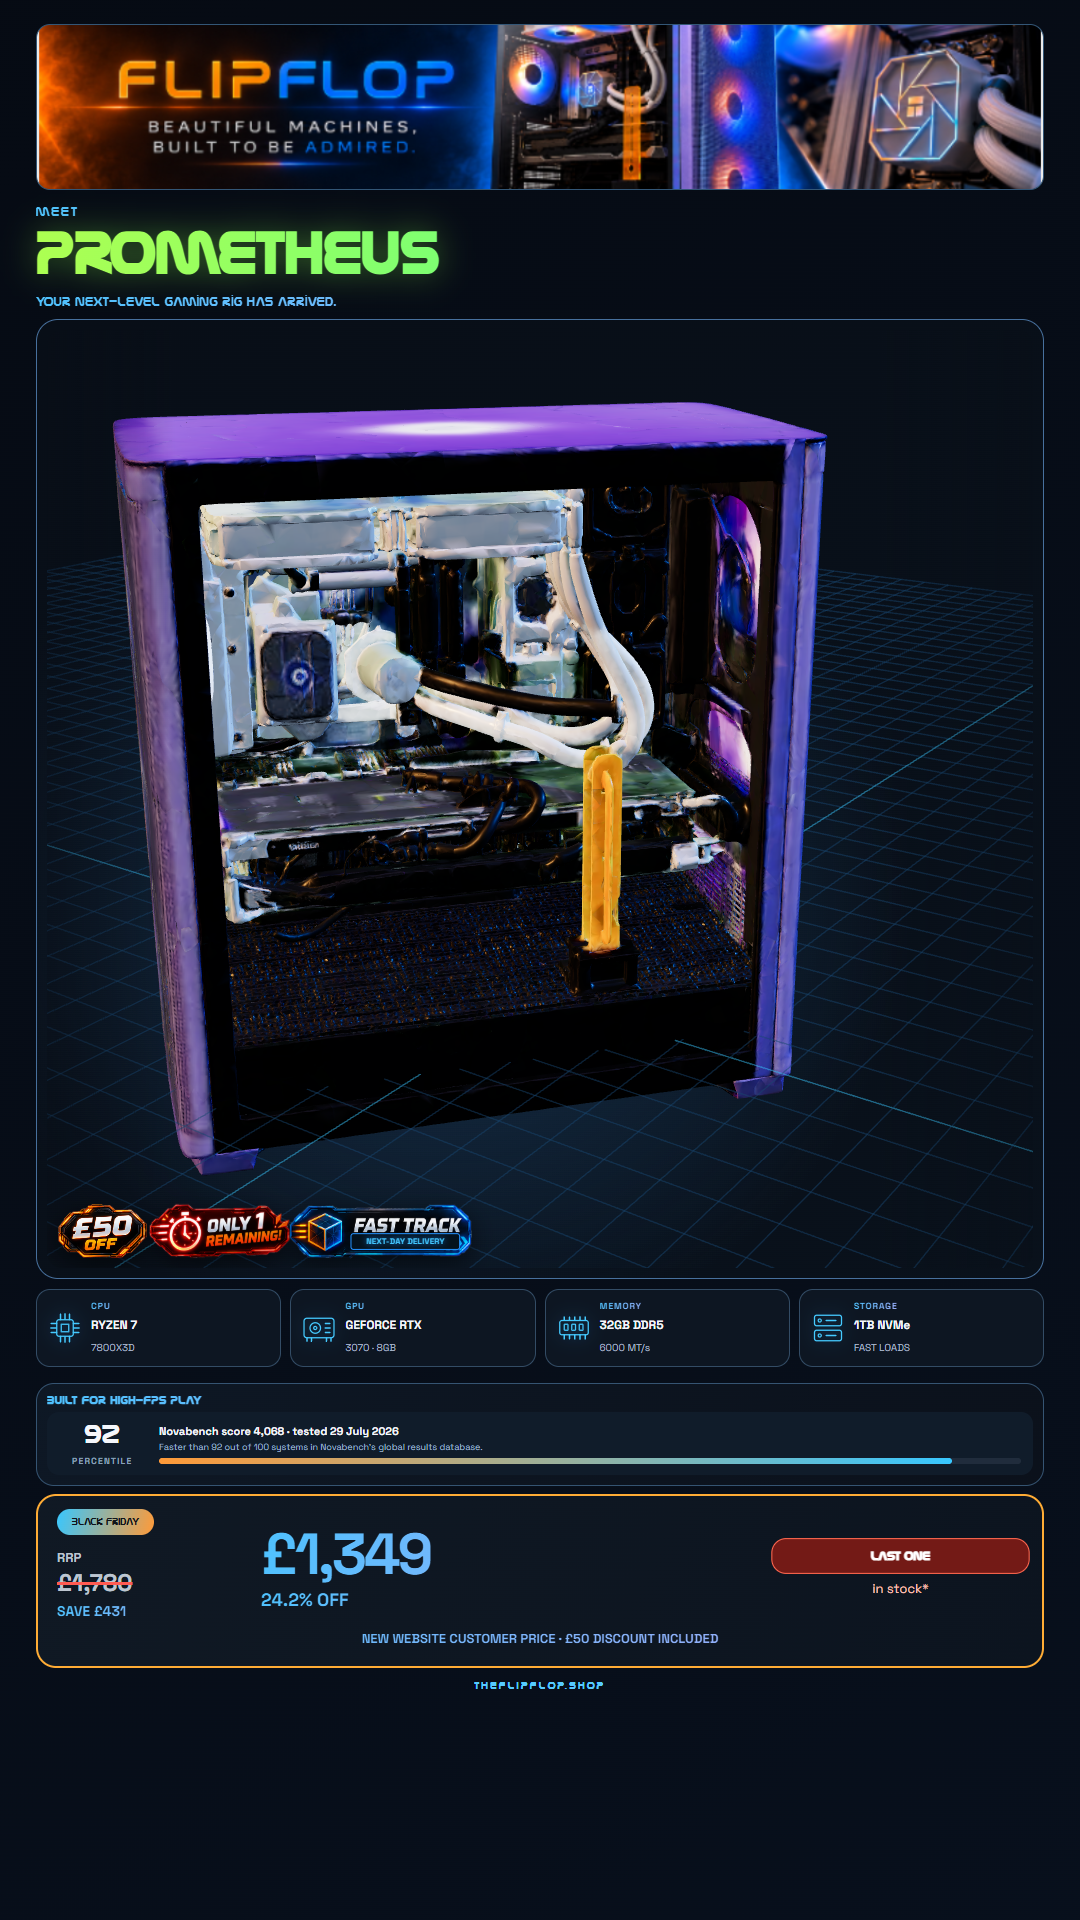 FLIPFLOP
BEAUTIFUL MACHINES,
BUILT TO BE ADMIRED.
MEET
PROMETHEUS
YOUR NEXT-LEVEL GAMING RIG HAS ARRIVED.
£50
OFF
ONLY 1
REMAINING!
FAST TRACK
NEXT-DAY DELIVERY
CPU
RYZEN 7
7800X3D
GPU
GEFORCE RTX
3070 · 8GB
MEMORY
32GB DDR5
6000 MT/s
STORAGE
1TB NVMe
FAST LOADS
BUILT FOR HIGH-FPS PLAY
92
PERCENTILE
Novabench score 4,068 · tested 29 July 2026
Faster than 92 out of 100 systems in Novabench's global results database.
BLACK FRIDAY
RRP
£1,780
SAVE £431
£1,349
24.2% OFF
LAST ONE
in stock*
NEW WEBSITE CUSTOMER PRICE · £50 DISCOUNT INCLUDED
THEFLIPFLOP.SHOP